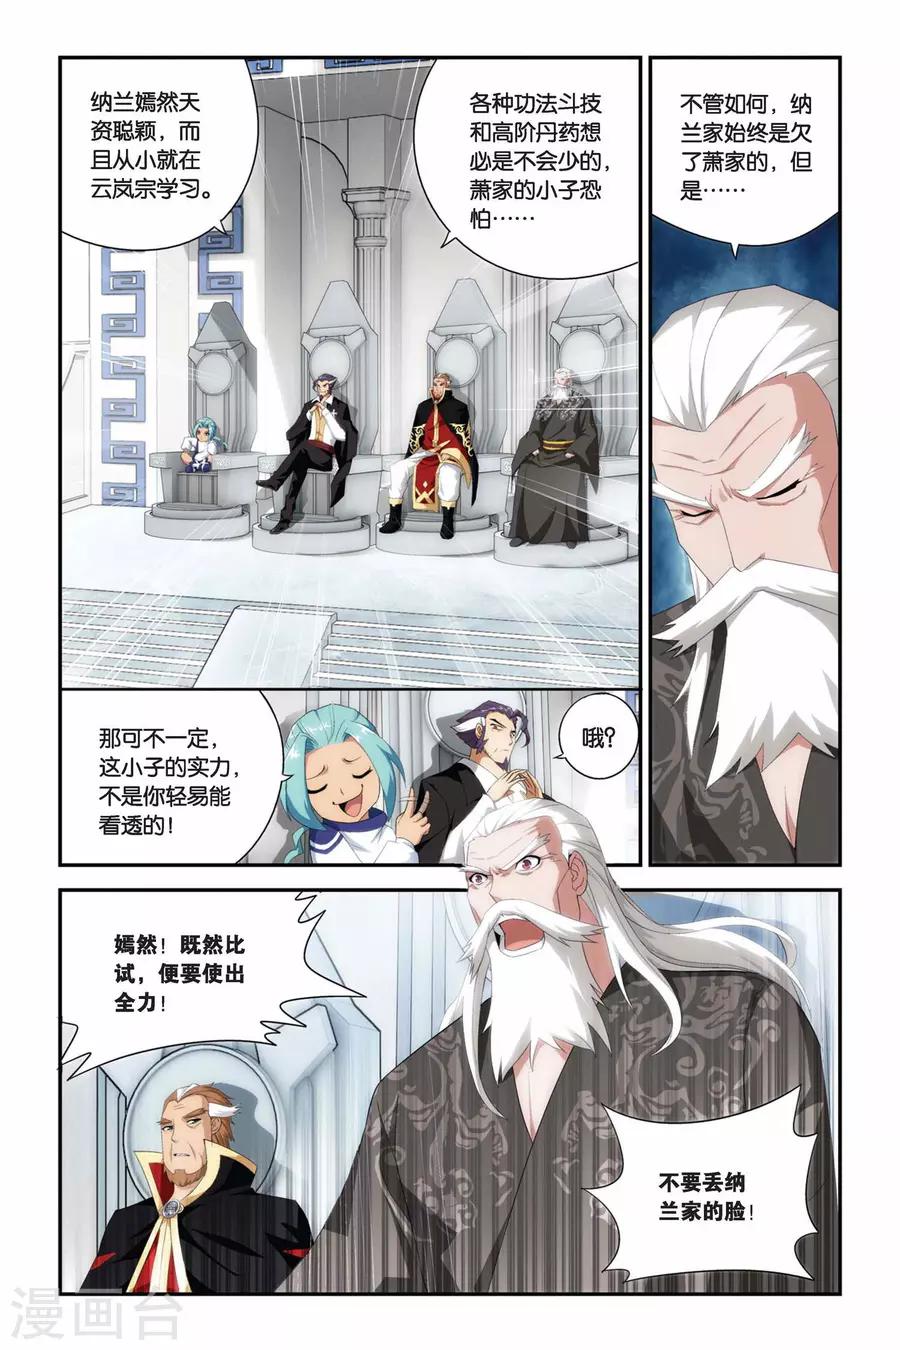 纳兰嫣然天
资聪颖，而
且从小就在
云岚宗学习。
各种功法斗技
和高阶丹药想
必是不会少的，
萧家的小子恐
怕……
不管如何，纳
兰家始终是欠
了萧家的，但
是……
那可不一定，
这小子的实力，
不是你轻易能
看透的！
哦？
嫣然！既然比
试，便要使出
全力！
不要丢纳
兰家的脸！
漫画台